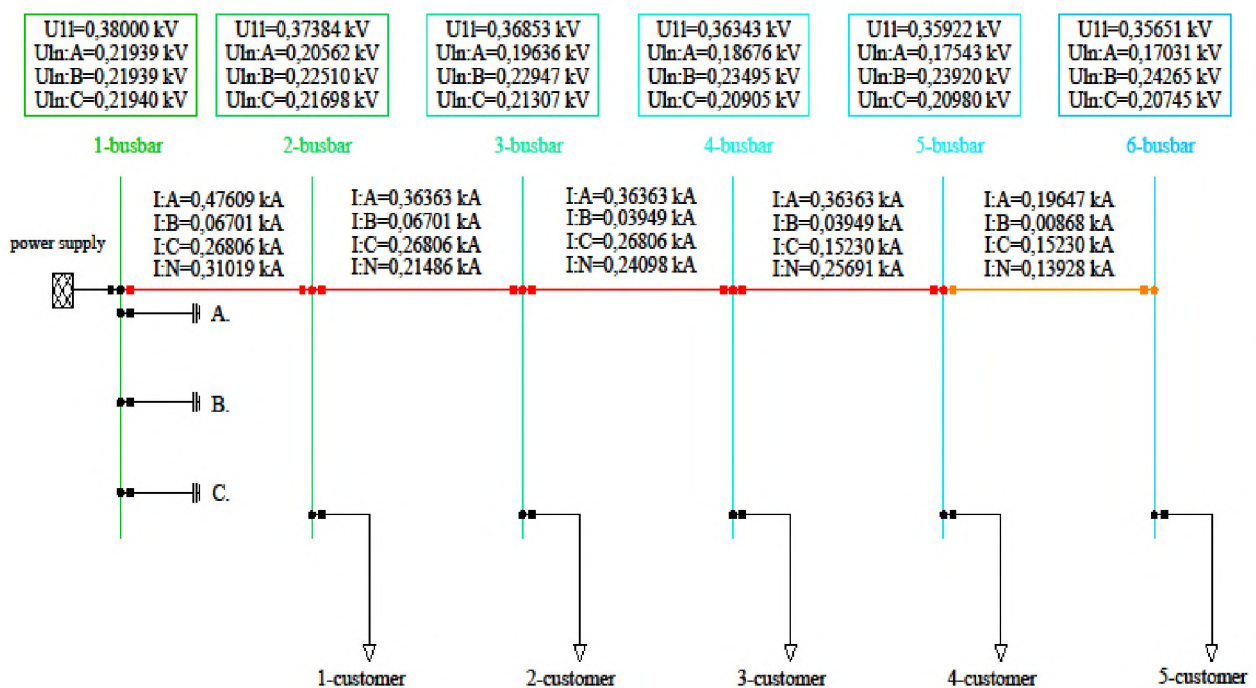 U11=0,38000 kV
Uln:A=0,21939 kV
Uln:B=0,21939 kV
Uln:C=0,21940 kV
U11=0,37384 kV
Uln:A=0,20562 kV
Uln:B=0,22510 kV
Uln:C=0,21698 kV
U11=0,36853 kV
Uln:A=0,19636 kV
Uln:B=0,22947 kV
Uln:C=0,21307 kV
U11=0,36343 kV
Uln:A=0,18676 kV
Uln:B=0,23495 kV
Uln:C=0,20905 kV
U11=0,35922 kV
Uln:A=0,17543 kV
Uln:B=0,23920 kV
Uln:C=0,20980 kV
U11=0,35651 kV
Uln:A=0,17031 kV
Uln:B=0,24265 kV
Uln:C=0,20745 kV
1-busbar
2-busbar
3-busbar
4-busbar
5-busbar
6-busbar
I:A=0,47609 kA
I:B=0,06701 kA
I:C=0,26806 kA
I:N=0,31019 kA
I:A=0,36363 kA
I:B=0,06701 kA
I:C=0,26806 kA
I:N=0,21486 kA
I:A=0,36363 kA
I:B=0,03949 kA
I:C=0,26806 kA
I:N=0,24098 kA
I:A=0,36363 kA
I:B=0,03949 kA
I:C=0,15230 kA
I:N=0,25691 kA
I:A=0,19647 kA
I:B=0,00868 kA
I:C=0,15230 kA
I:N=0,13928 kA
power supply
A.
B.
C.
1-customer
2-customer
3-customer
4-customer
5-customer